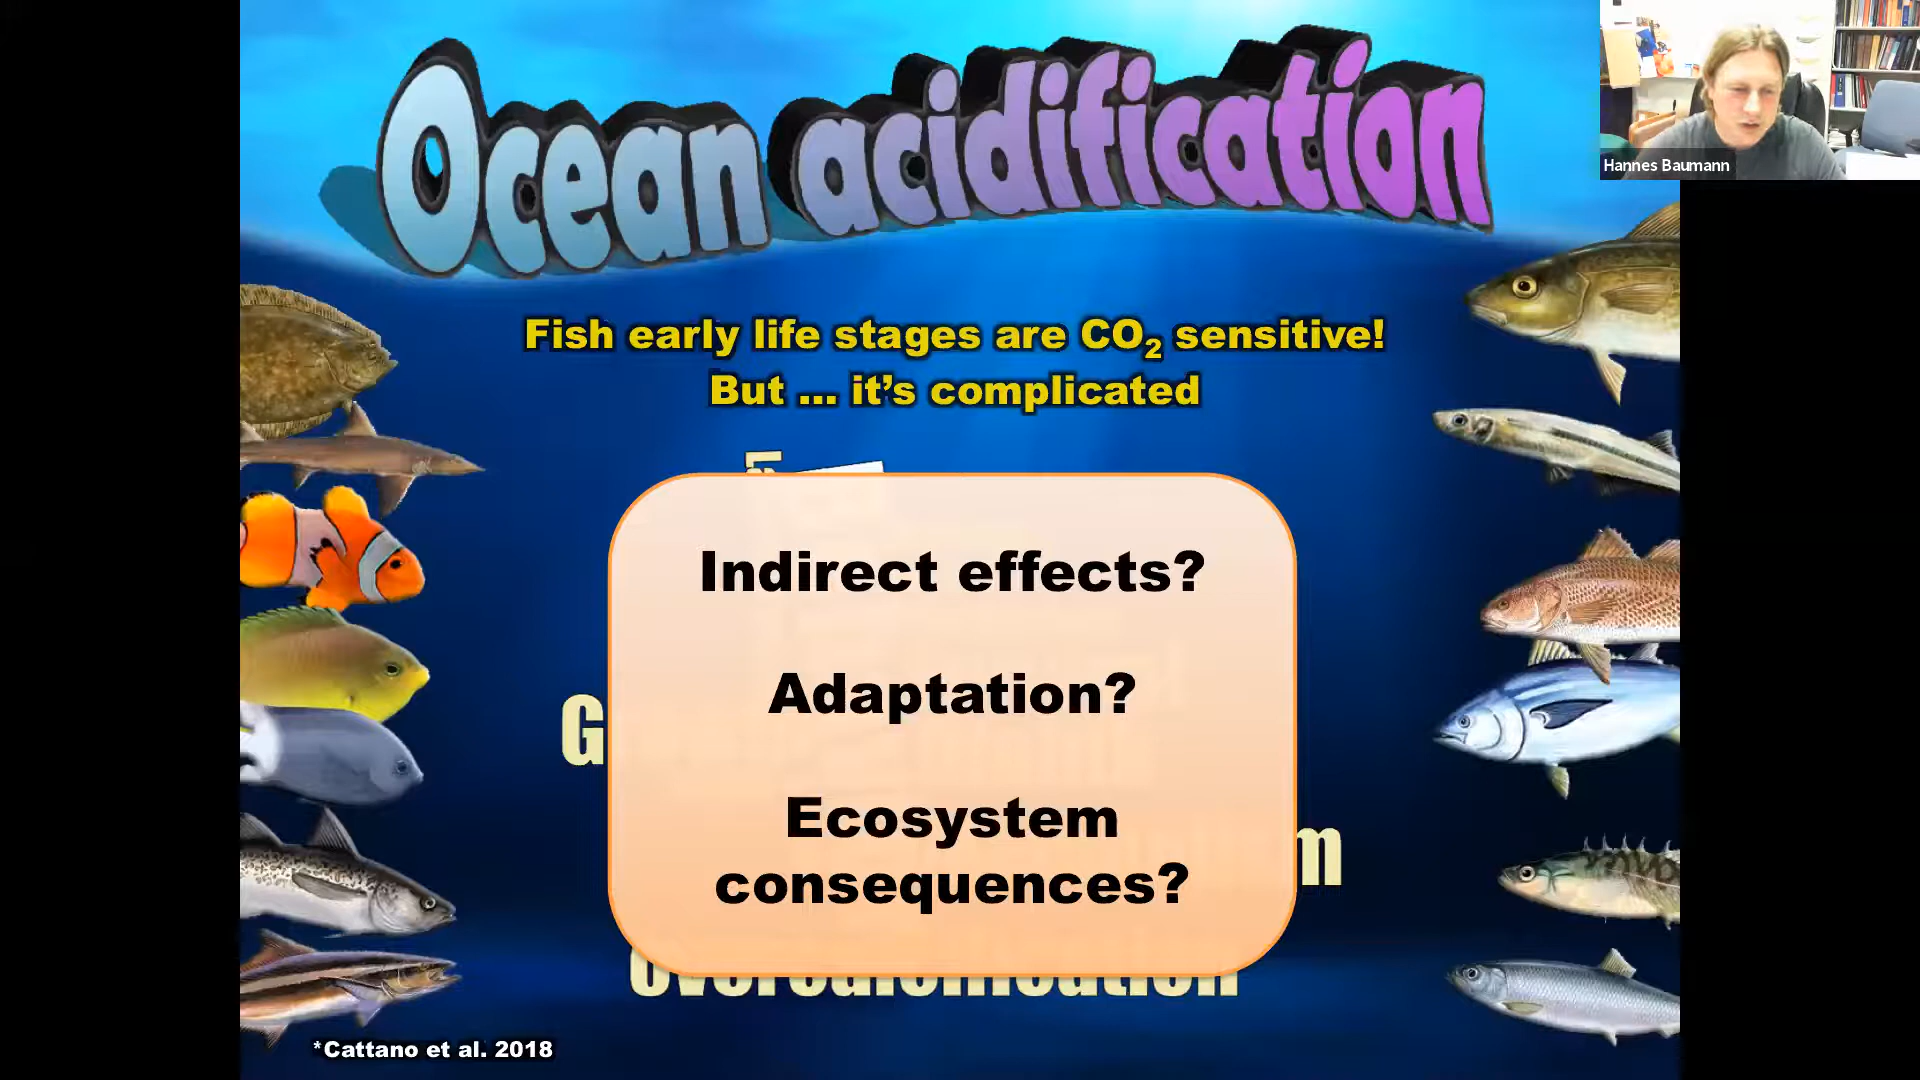 Ocean acidification
Hannes Baumann
Fish early life stages are CO₂ sensitive!
But ... it's complicated
Indirect effects?
Adaptation?
Ecosystem
consequences?
*Cattano et al. 2018